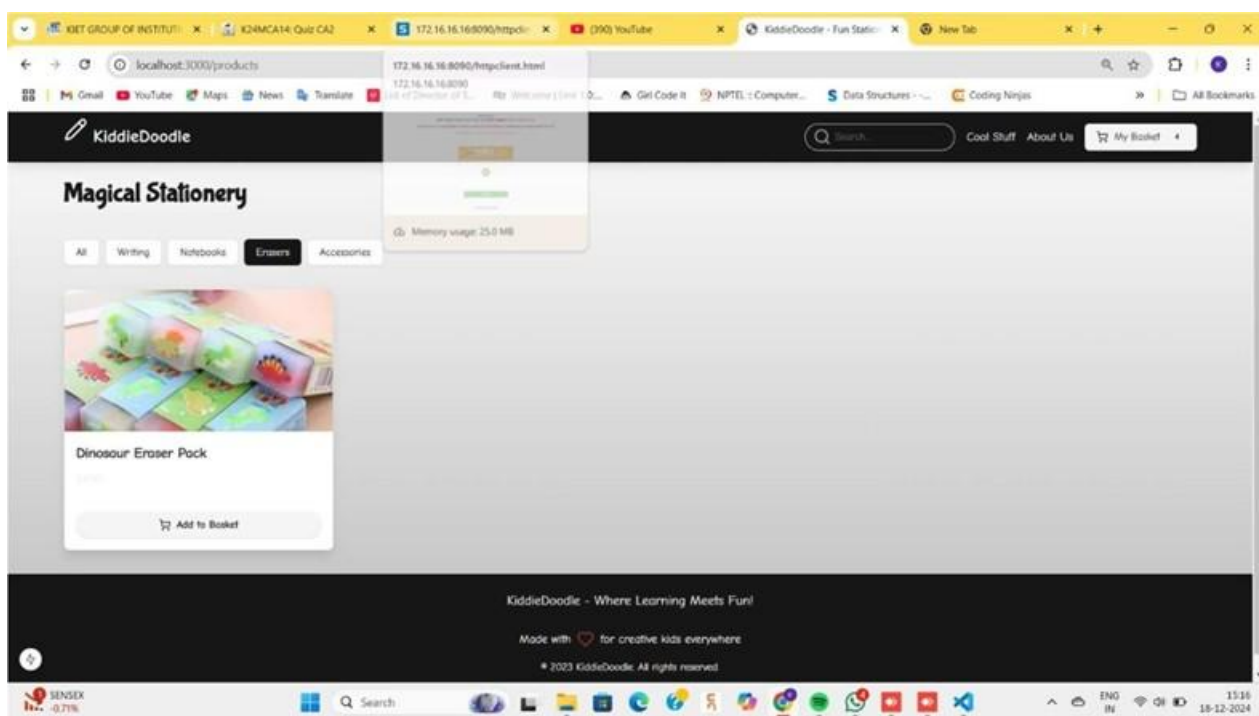 KIET GROUP OF INSTITUTI
K24MCA14: Quiz CA2
172.16.16.16:8090/httpclie
(390) YouTube
KiddieDoodle - Fun Station
New Tab
localhost:3000/products
172.16.16.16:8090/httpclient.html
172.16.16.16:8090
Gmail
YouTube
Maps
News
Translate
Girl Code It
NPTEL :: Computer...
Data Structures - -...
Coding Ninjas
All Bookmarks
KiddieDoodle
Search...
Cool Stuff
About Us
My Basket 4
Magical Stationery
Memory usage: 25.0 MB
All
Writing
Notebooks
Erasers
Accessories
Dinosaur Eraser Pack
Add to Basket
KiddieDoodle - Where Learning Meets Fun!
Made with for creative kids everywhere
© 2023 KiddieDoodle. All rights reserved.
SENSEX
-0.71%
Search
ENG
IN
15:16
18-12-2024